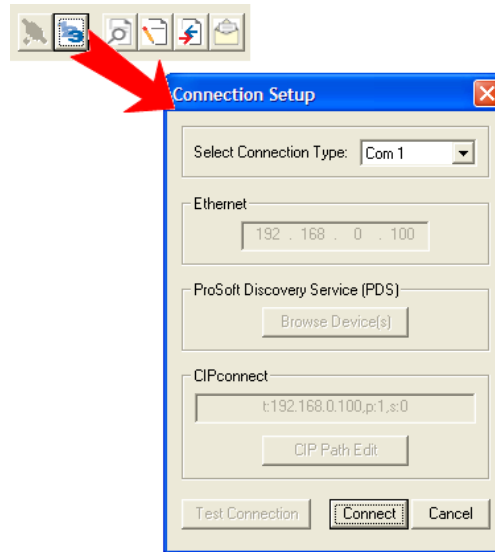 Connection Setup
Select Connection Type: Com 1
Ethernet
192 . 168 . 0 . 100
ProSoft Discovery Service (PDS)
Browse Device(s)
CIPconnect
t:192.168.0.100,p:1,s:0
CIP Path Edit
Test Connection Connect Cancel